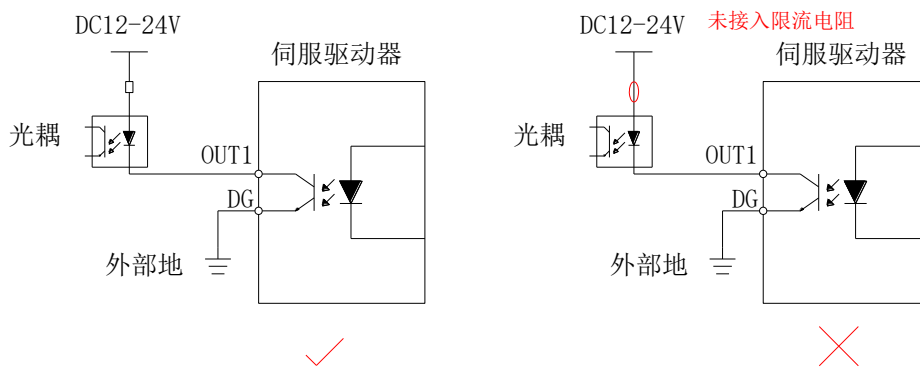 DC12-24V
伺服驱动器
光耦
OUT1
DG
外部地
DC12-24V
未接入限流电阻
伺服驱动器
光耦
OUT1
DG
外部地